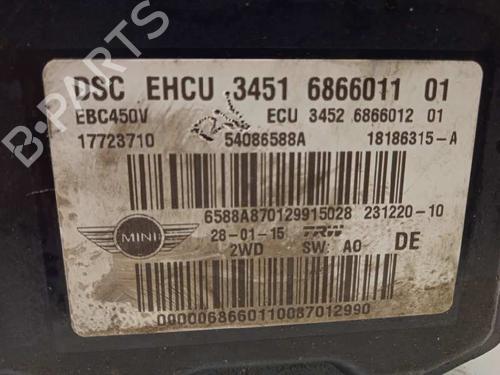 DSC EHCU 3451 6866011 01
EBC450V ECU 3452 6866012 01
17723710 54086588A 18186315-A
6588A870129915028 231220-10
MINI 28-01-15 TRW DE
2WD SW: A0
0000068660110087012990
B-PARTS